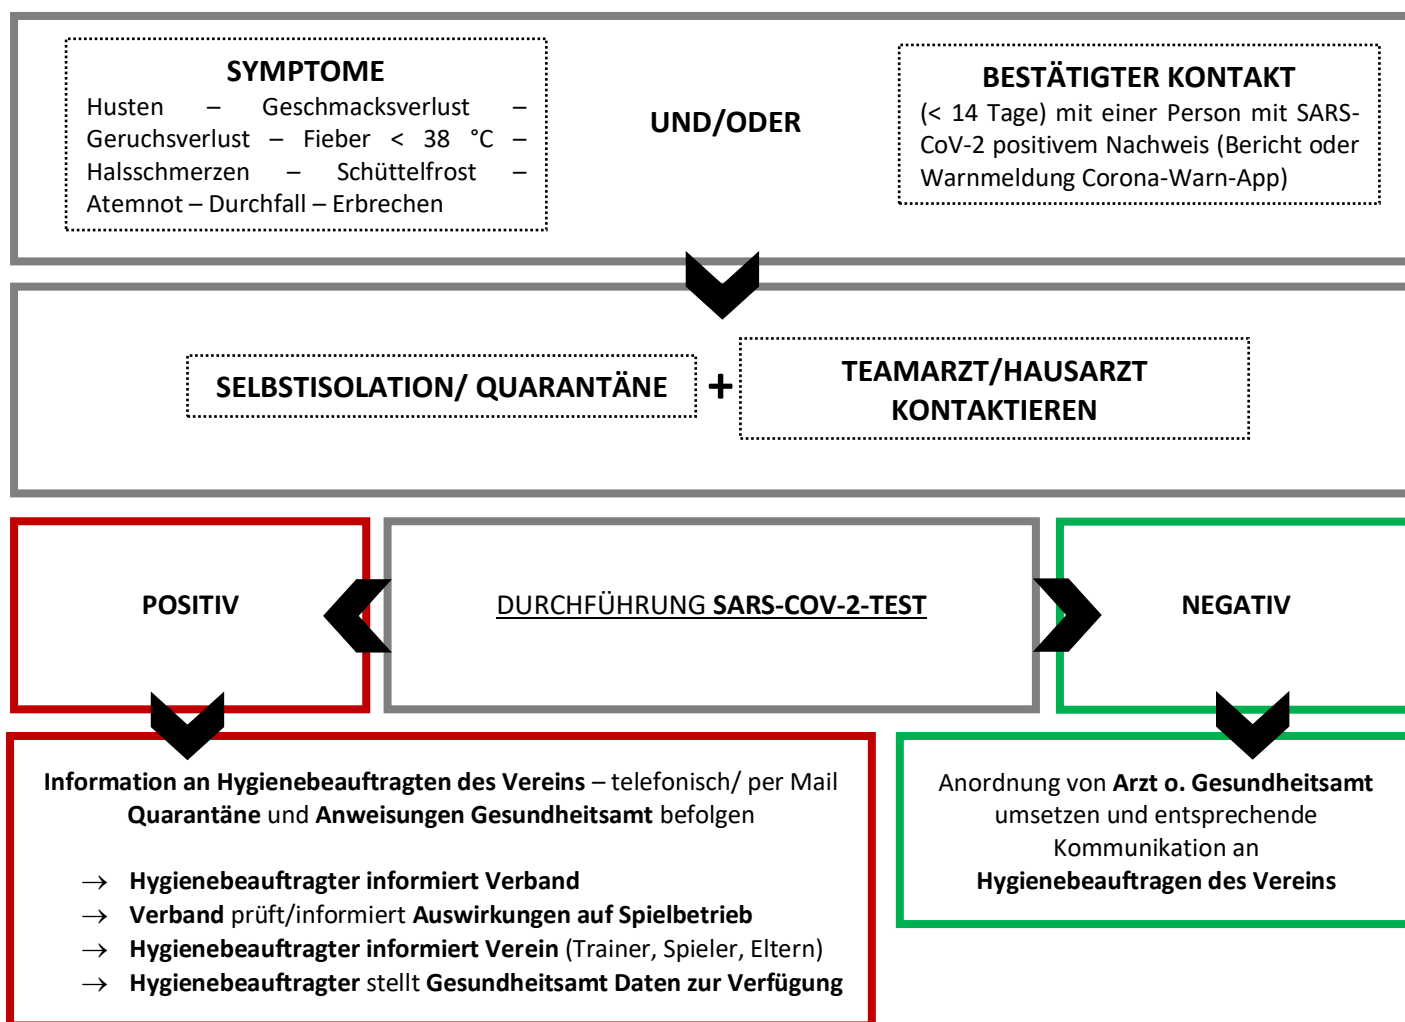 SYMPTOME
Husten – Geschmacksverlust –
Geruchsverlust – Fieber < 38 °C –
Halsschmerzen – Schüttelfrost –
Atemnot – Durchfall – Erbrechen
UND/ODER
BESTÄTIGTER KONTAKT
(< 14 Tage) mit einer Person mit SARS-
CoV-2 positivem Nachweis (Bericht oder
Warnmeldung Corona-Warn-App)
SELBSTISOLATION/ QUARANTÄNE
+
TEAMARZT/HAUSARZT
KONTAKTIEREN
POSITIV
DURCHFÜHRUNG SARS-COV-2-TEST
NEGATIV
Information an Hygienebeauftragten des Vereins – telefonisch/ per Mail
Quarantäne und Anweisungen Gesundheitsamt befolgen
→ Hygienebeauftragter informiert Verband
→ Verband prüft/informiert Auswirkungen auf Spielbetrieb
→ Hygienebeauftragter informiert Verein (Trainer, Spieler, Eltern)
→ Hygienebeauftragter stellt Gesundheitsamt Daten zur Verfügung
Anordnung von Arzt o. Gesundheitsamt
umsetzen und entsprechende
Kommunikation an
Hygienebeauftragen des Vereins